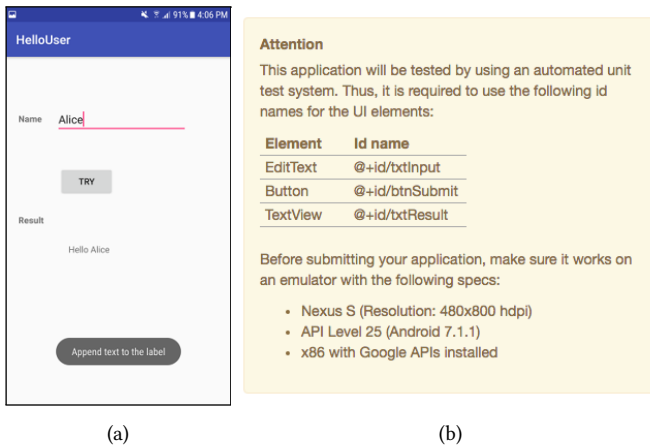 91% 4:06 PM
HelloUser
Name Alice
TRY
Result
Hello Alice
Append text to the label
(a)
Attention
This application will be tested by using an automated unit
test system. Thus, it is required to use the following id
names for the UI elements:
Element Id name
EditText @+id/txtInput
Button @+id/btnSubmit
TextView @+id/txtResult
Before submitting your application, make sure it works on
an emulator with the following specs:
• Nexus S (Resolution: 480x800 hdpi)
• API Level 25 (Android 7.1.1)
• x86 with Google APIs installed
(b)